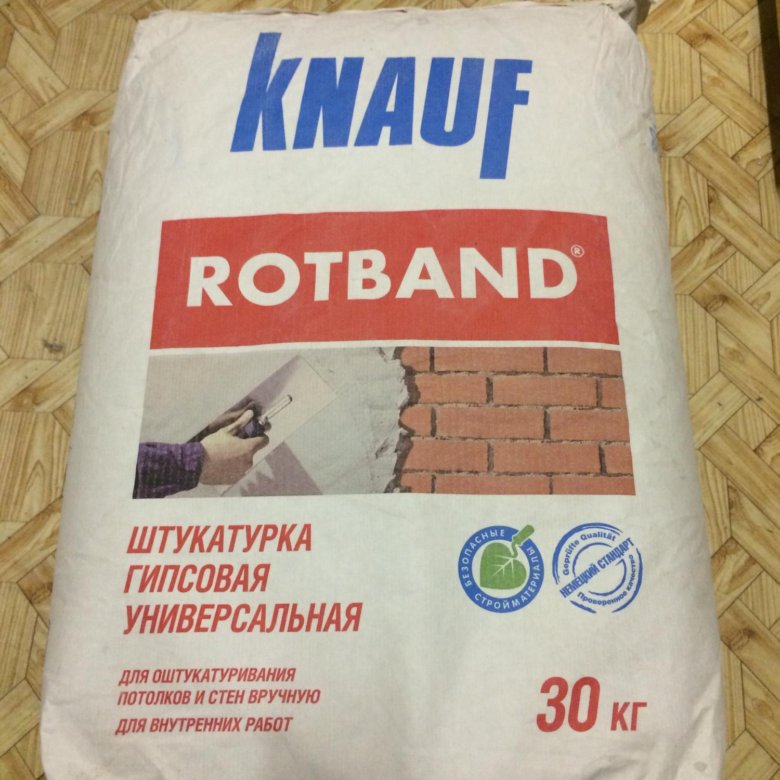 KNAUF
ROTBAND®
ШТУКАТУРКА
ГИПСОВАЯ
УНИВЕРСАЛЬНАЯ
БЕЗОПАСНЫЕ
СТРОЙМАТЕРИАЛЫ
Geprüfte Qualität
НЕМЕЦКИЙ СТАНДАРТ
Проверенное качество
ДЛЯ ОШТУКАТУРИВАНИЯ
ПОТОЛКОВ И СТЕН ВРУЧНУЮ
ДЛЯ ВНУТРЕННИХ РАБОТ
30 КГ